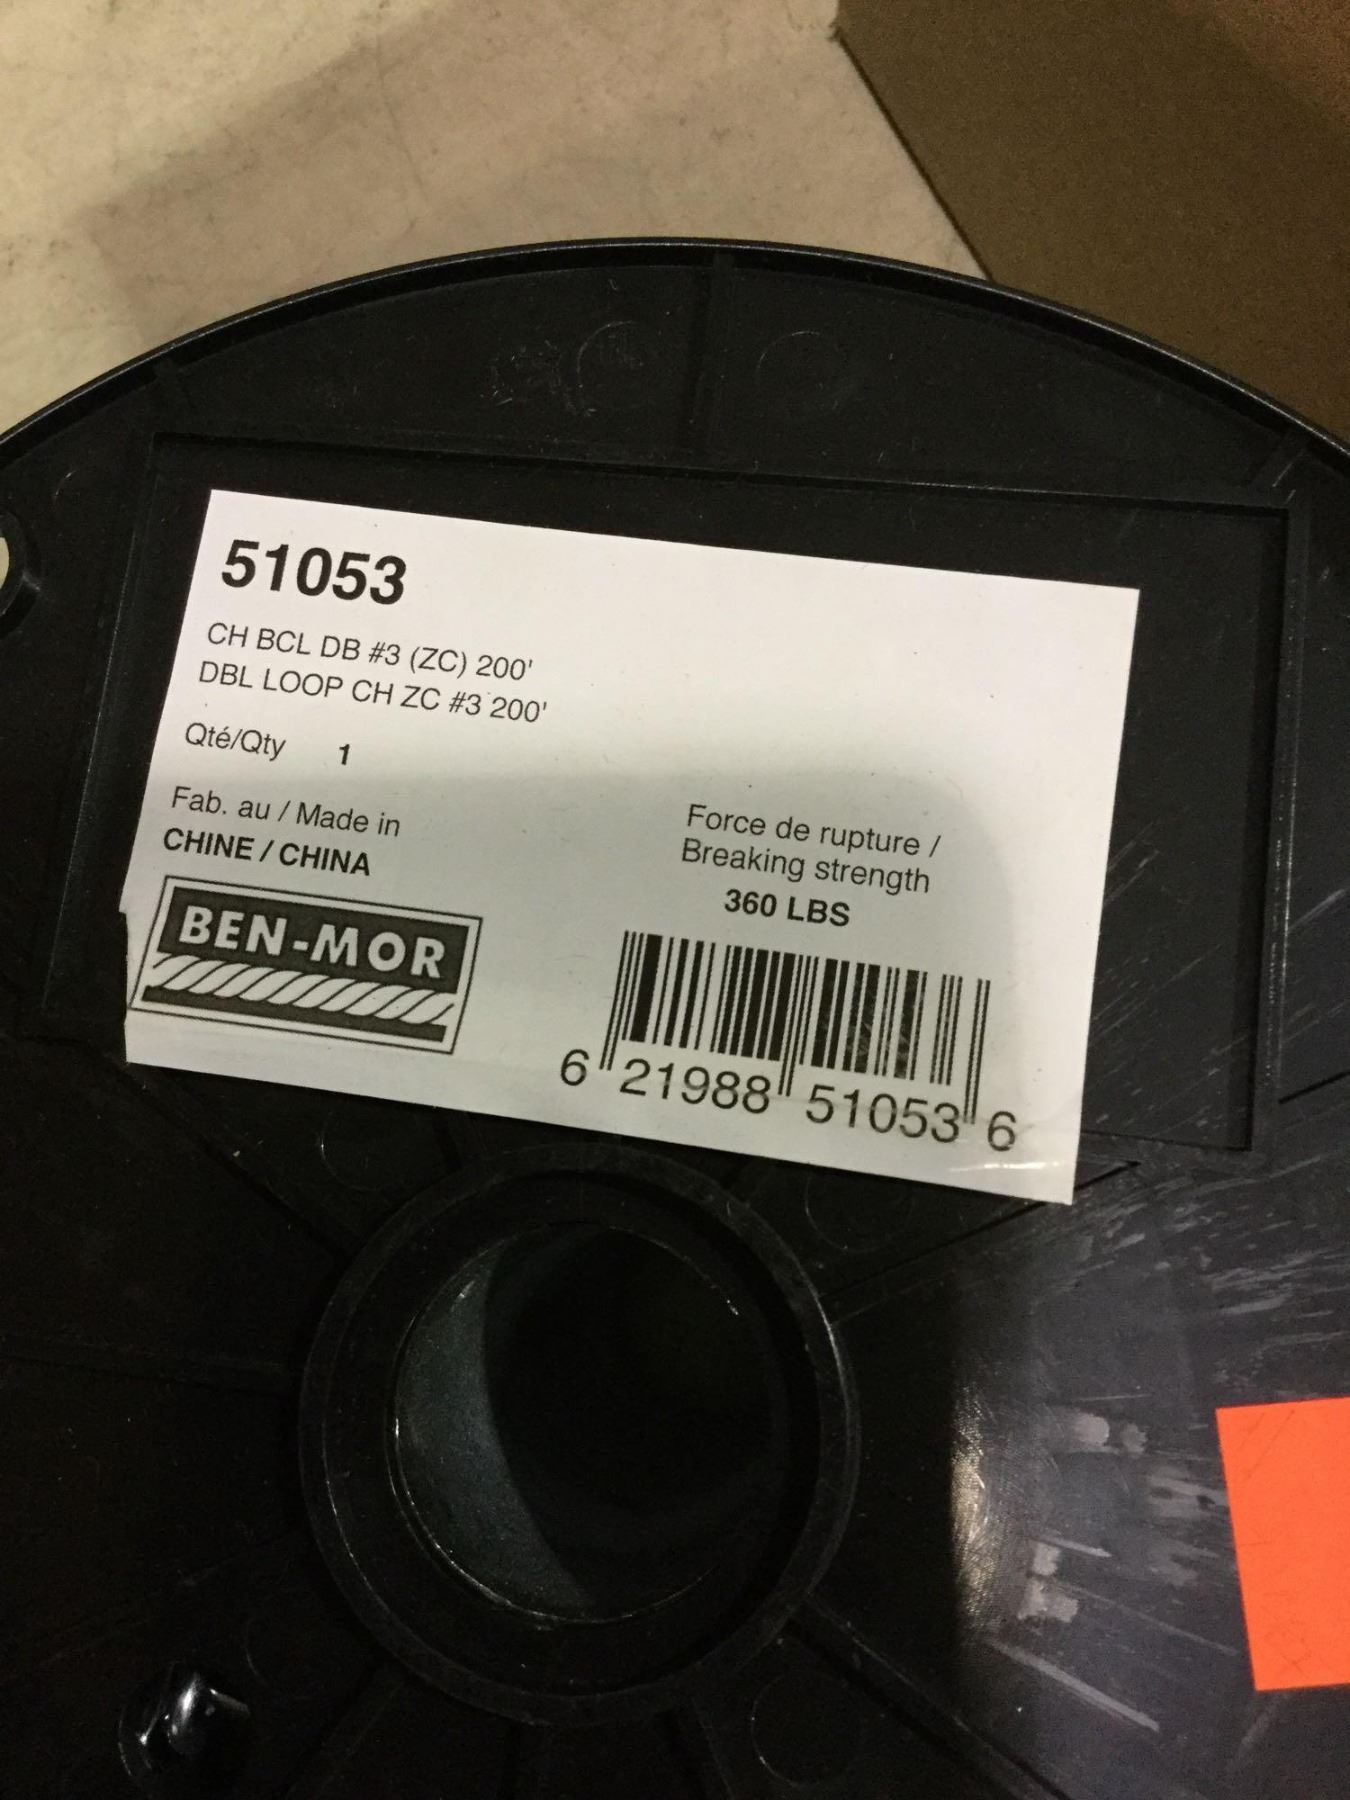 51053
CH BCL DB #3 (ZC) 200'
DBL LOOP CH ZC #3 200'
Qté/Qty 1
Fab. au / Made in
CHINE / CHINA
Force de rupture /
Breaking strength
360 LBS
BEN-MOR
6 21988 51053 6